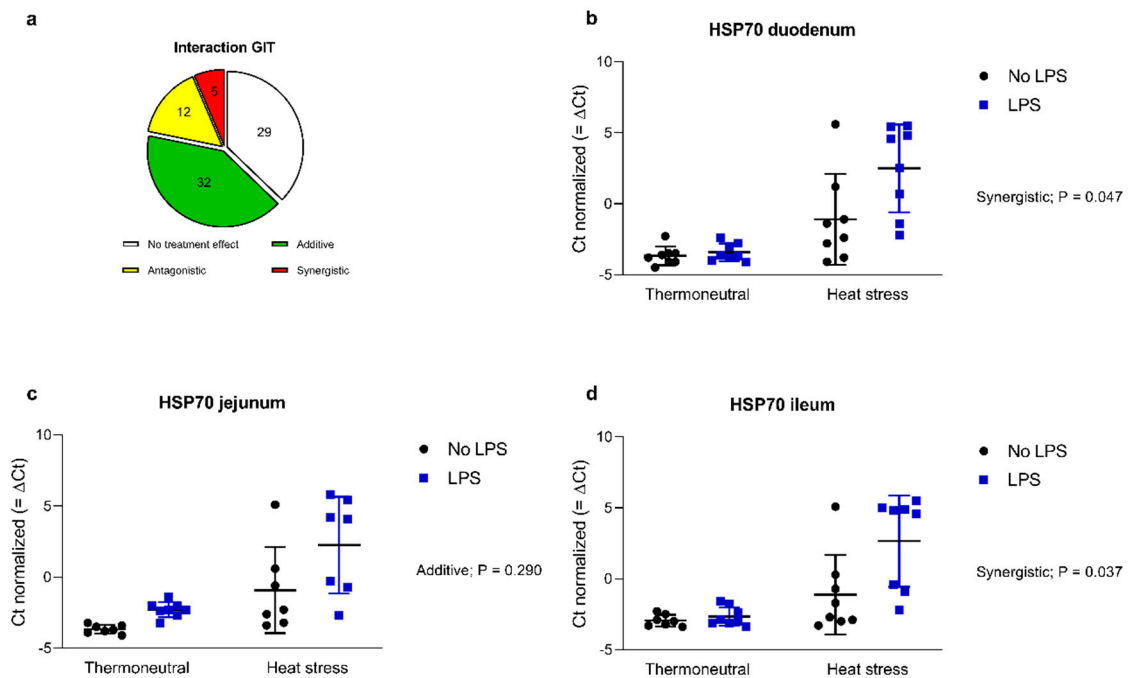 a
Interaction GIT
5
12
29
32
No treatment effect
Additive
Antagonistic
Synergistic
b
HSP70 duodenum
Ct normalized (= ΔCt)
10
5
0
-5
Thermoneutral
Heat stress
No LPS
LPS
Synergistic; P = 0.047
c
HSP70 jejunum
Ct normalized (= ΔCt)
10
5
0
-5
Thermoneutral
Heat stress
No LPS
LPS
Additive; P = 0.290
d
HSP70 ileum
Ct normalized (= ΔCt)
10
5
0
-5
Thermoneutral
Heat stress
No LPS
LPS
Synergistic; P = 0.037